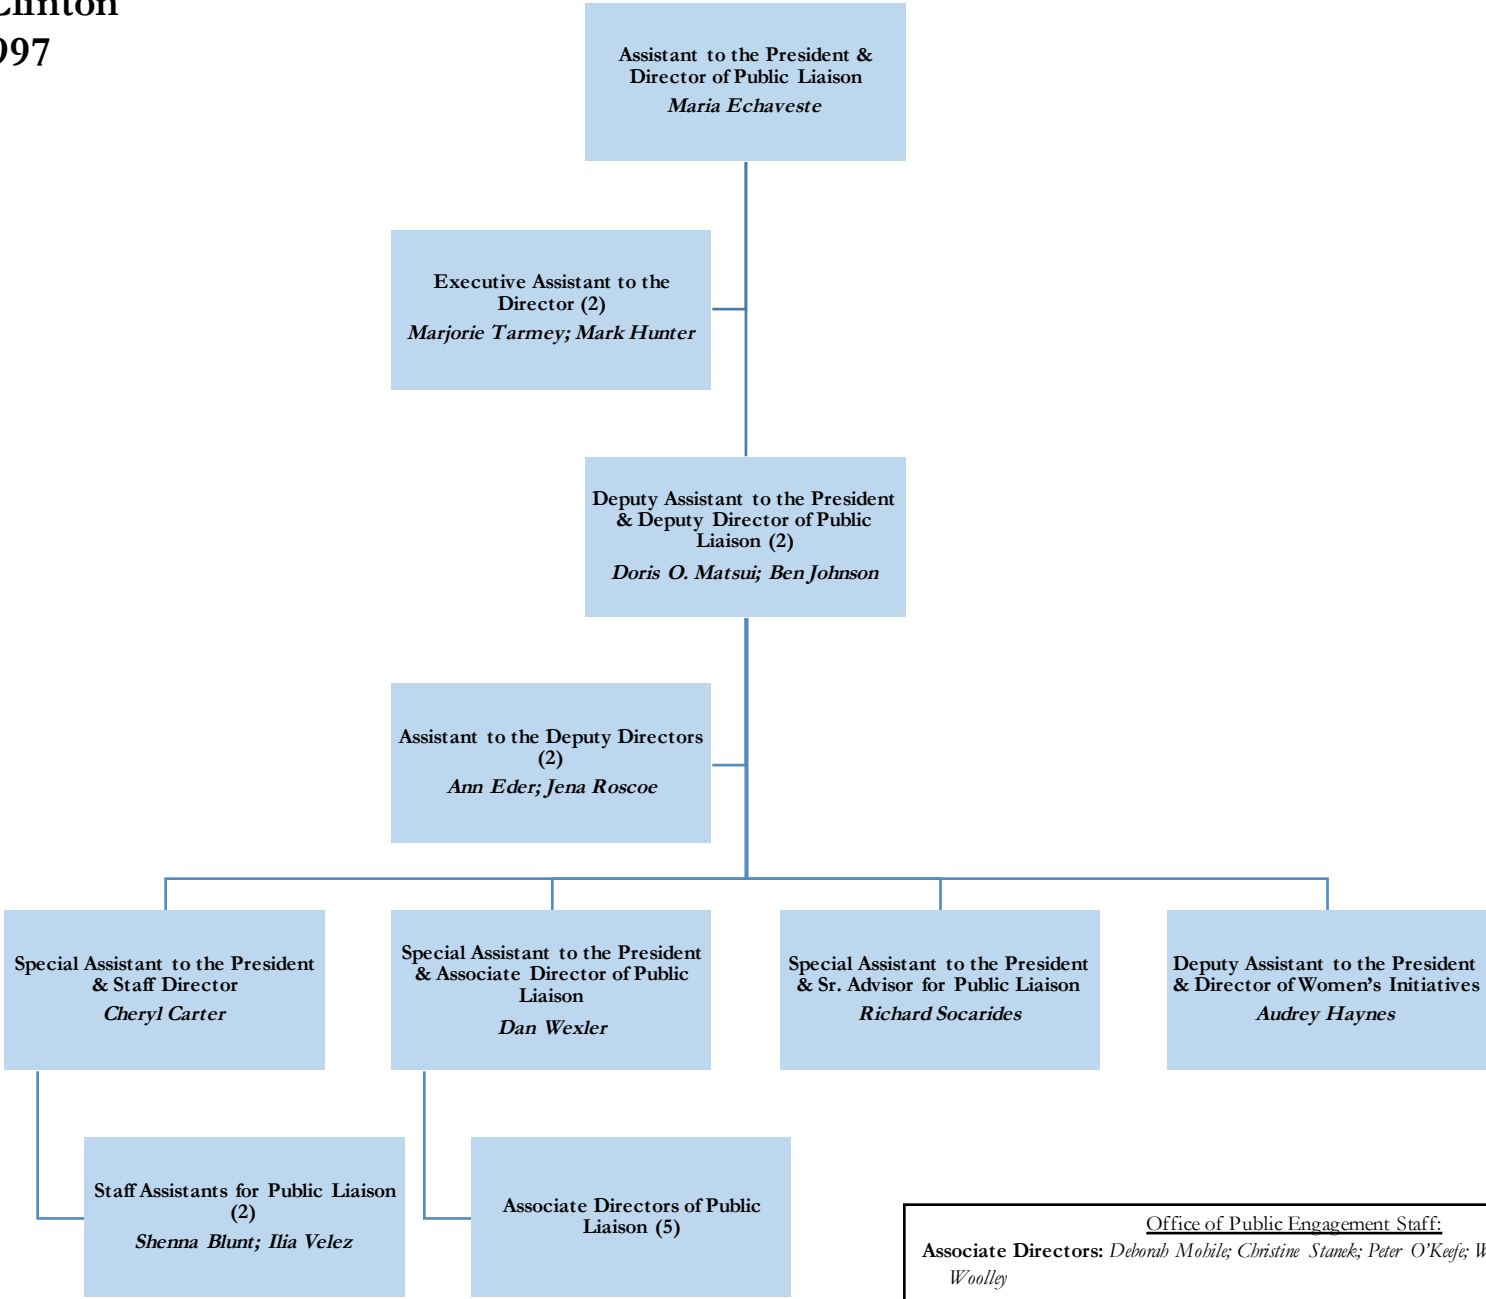 Clinton
997
Assistant to the President &
Director of Public Liaison
Maria Echaveste
Executive Assistant to the
Director (2)
Marjorie Tarmey; Mark Hunter
Deputy Assistant to the President
& Deputy Director of Public
Liaison (2)
Doris O. Matsui; Ben Johnson
Assistant to the Deputy Directors
(2)
Ann Eder; Jena Roscoe
Special Assistant to the President
& Staff Director
Cheryl Carter
Special Assistant to the President
& Associate Director of Public
Liaison
Dan Wexler
Special Assistant to the President
& Sr. Advisor for Public Liaison
Richard Socarides
Deputy Assistant to the President
& Director of Women's Initiatives
Audrey Haynes
Staff Assistants for Public Liaison
(2)
Shenna Blunt; Ilia Velez
Associate Directors of Public
Liaison (5)
Office of Public Engagement Staff:
Associate Directors: Deborah Mohile; Christine Stanek; Peter O'Keefe; W
Woolley